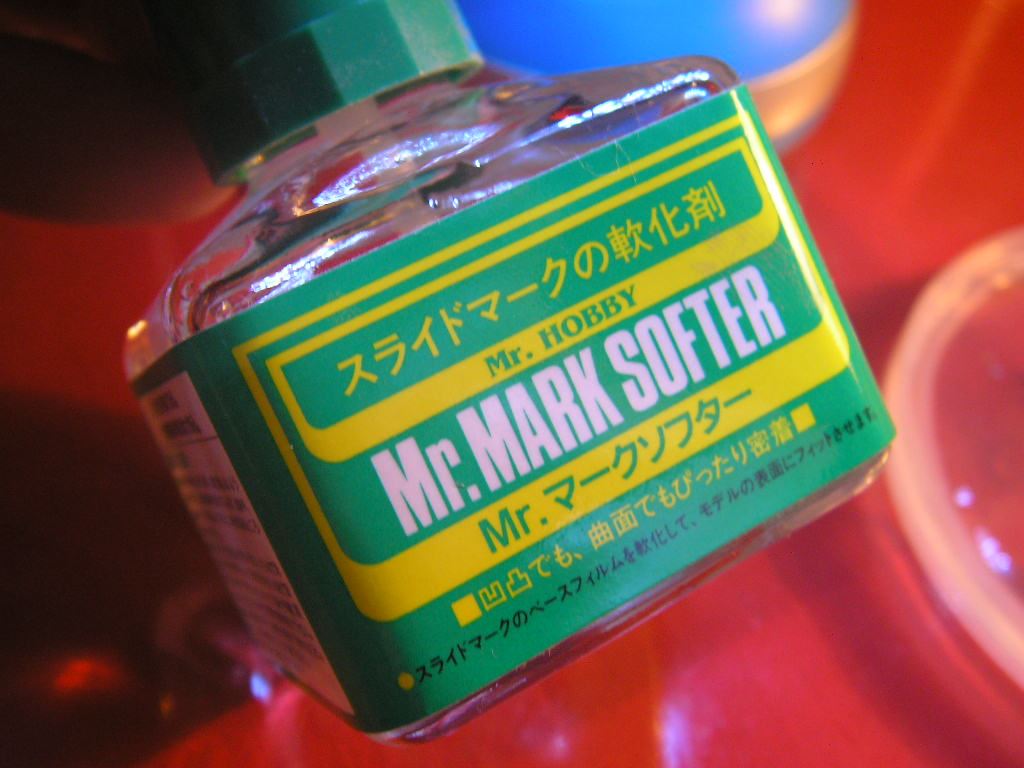 スライドマークの軟化剤
Mr. HOBBY
Mr. MARK SOFTER
Mr.マークソフター
■凹凸でも、曲面でもぴったり密着■
●スライドマークのベースフィルムを軟化して、モデルの表面にフィットさせます。